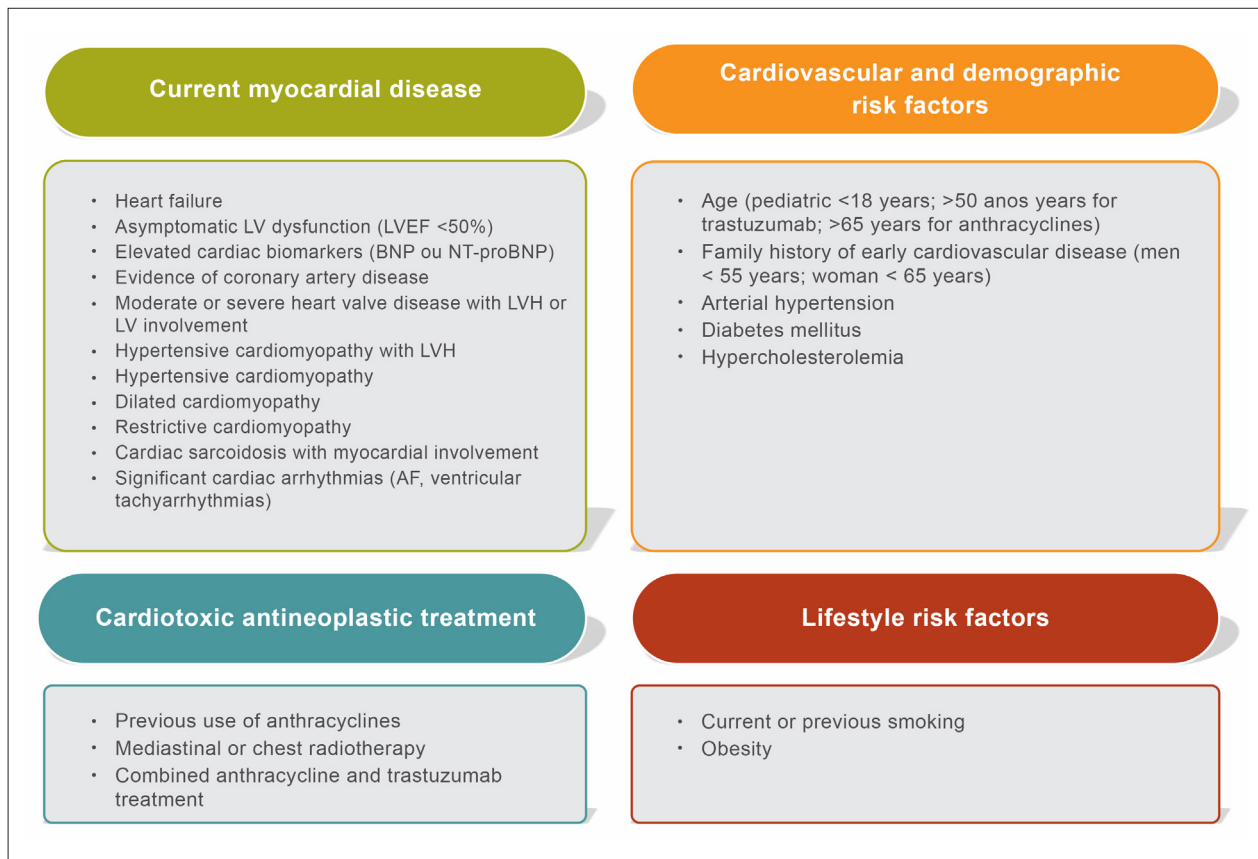 Current myocardial disease
• Heart failure
• Asymptomatic LV dysfunction (LVEF <50%)
• Elevated cardiac biomarkers (BNP ou NT-proBNP)
• Evidence of coronary artery disease
• Moderate or severe heart valve disease with LVH or
LV involvement
• Hypertensive cardiomyopathy with LVH
• Hypertensive cardiomyopathy
• Dilated cardiomyopathy
• Restrictive cardiomyopathy
• Cardiac sarcoidosis with myocardial involvement
• Significant cardiac arrhythmias (AF, ventricular
tachyarrhythmias)
Cardiovascular and demographic
risk factors
• Age (pediatric <18 years; >50 anos years for
trastuzumab; >65 years for anthracyclines)
• Family history of early cardiovascular disease (men
< 55 years; woman < 65 years)
• Arterial hypertension
• Diabetes mellitus
• Hypercholesterolemia
Cardiotoxic antineoplastic treatment
• Previous use of anthracyclines
• Mediastinal or chest radiotherapy
• Combined anthracycline and trastuzumab
treatment
Lifestyle risk factors
• Current or previous smoking
• Obesity